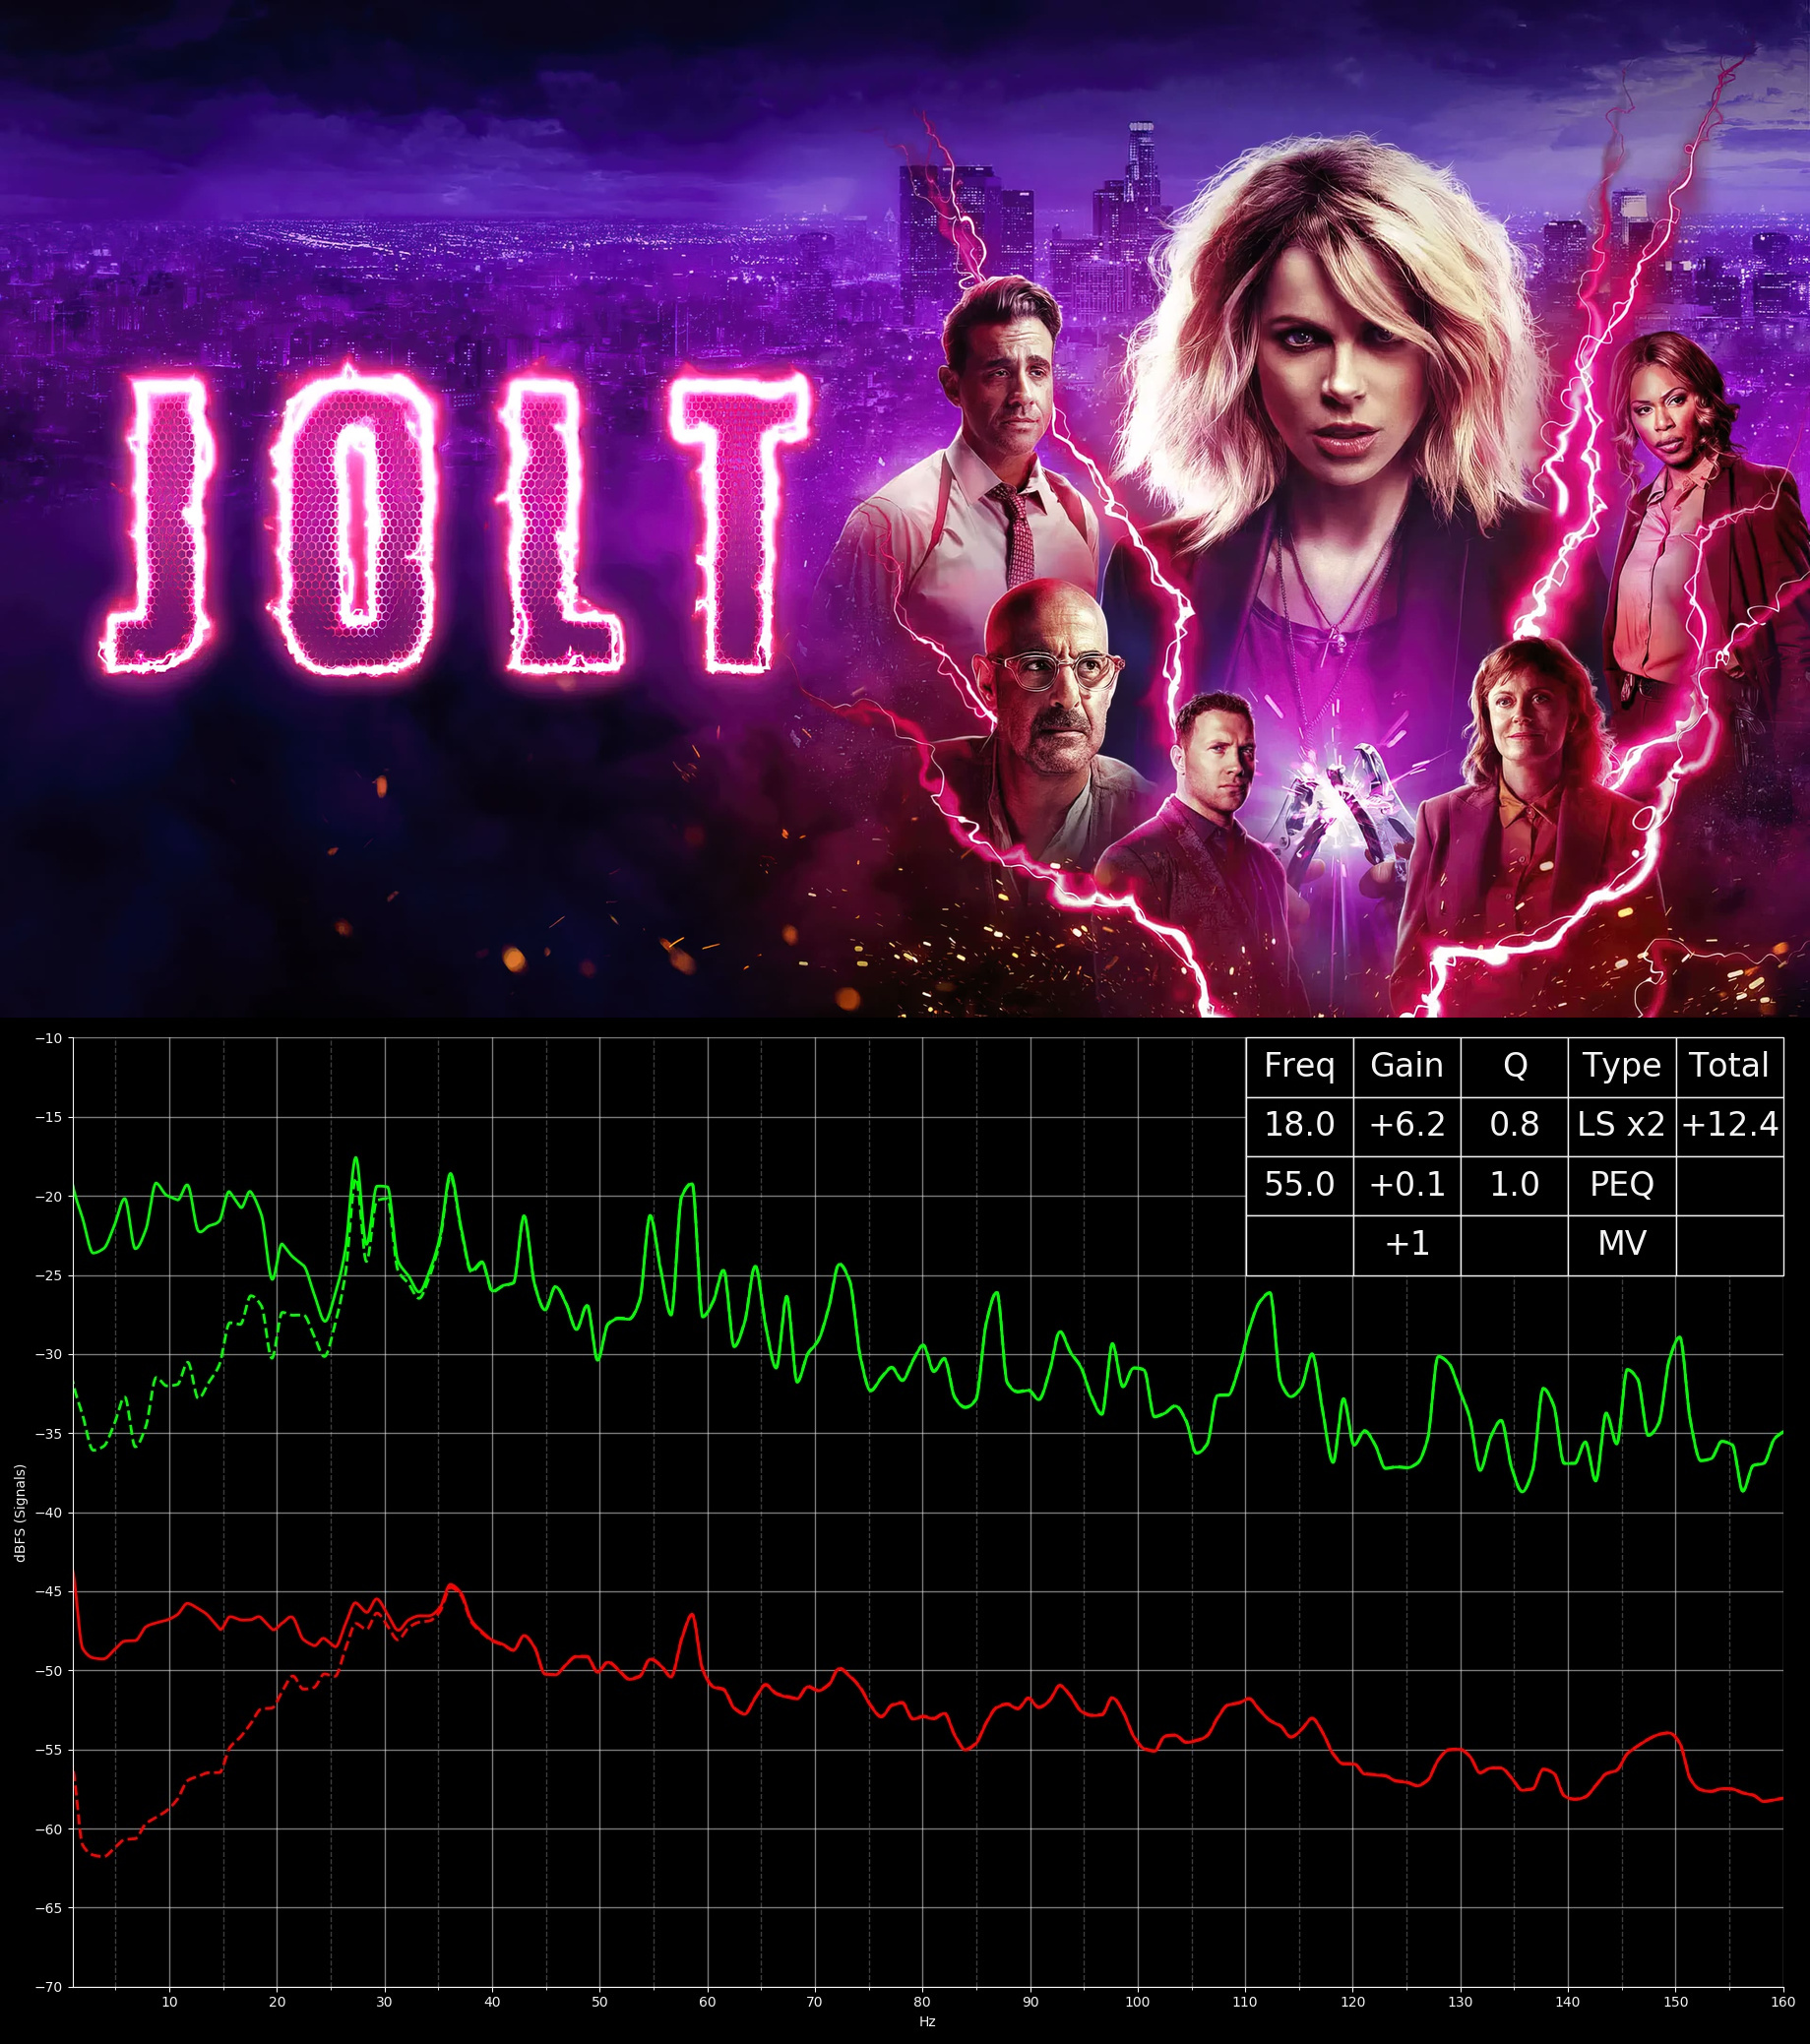 JOLT
Freq Gain Q Type Total
18.0 +6.2 0.8 LS x2 +12.4
55.0 +0.1 1.0 PEQ
+1 MV
−10
−15
−20
−25
−30
−35
−40
−45
−50
−55
−60
−65
−70
dBFS (Signals)
10 20 30 40 50 60 70 80 90 100 110 120 130 140 150 160
Hz